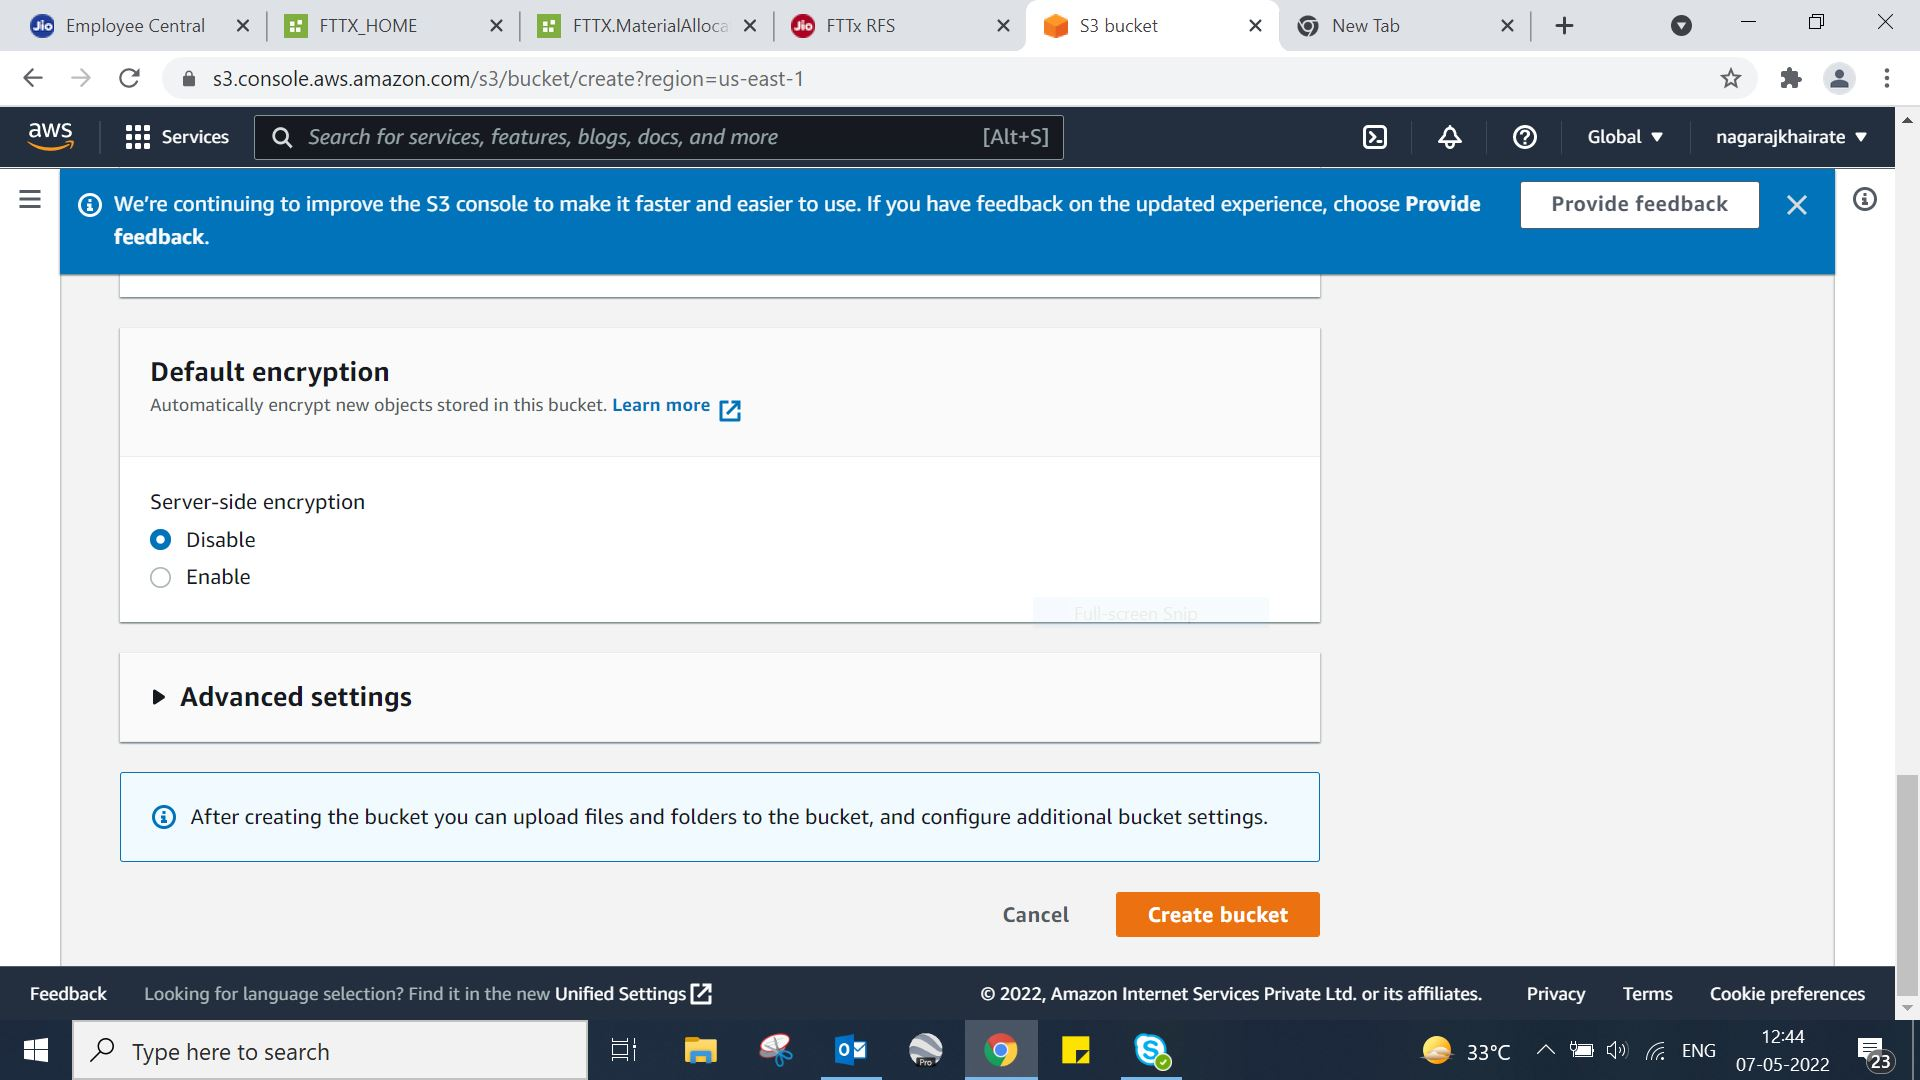 Employee Central
FTTX_HOME
FTTX.MaterialAlloca
FTTx RFS
S3 bucket
New Tab
s3.console.aws.amazon.com/s3/bucket/create?region=us-east-1
aws
Services
Search for services, features, blogs, docs, and more
[Alt+S]
Global
nagarajkhairate
We're continuing to improve the S3 console to make it faster and easier to use. If you have feedback on the updated experience, choose Provide
feedback.
Provide feedback
Default encryption
Automatically encrypt new objects stored in this bucket. Learn more
Server-side encryption
Disable
Enable
Full-screen Snip
Advanced settings
After creating the bucket you can upload files and folders to the bucket, and configure additional bucket settings.
Cancel
Create bucket
Feedback
Looking for language selection? Find it in the new Unified Settings
© 2022, Amazon Internet Services Private Ltd. or its affiliates.
Privacy
Terms
Cookie preferences
Type here to search
Pro
33°C
ENG
12:44
07-05-2022
23